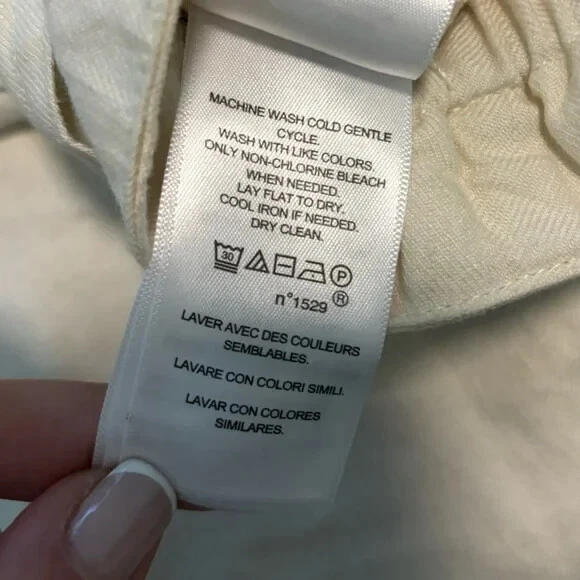 MACHINE WASH COLD GENTLE
CYCLE.
WASH WITH LIKE COLORS
ONLY NON-CHLORINE BLEACH
WHEN NEEDED.
LAY FLAT TO DRY.
COOL IRON IF NEEDED.
DRY CLEAN.
30 P
n°1529 ®
LAVER AVEC DES COULEURS
SEMBLABLES.
LAVARE CON COLORI SIMILI.
LAVAR CON COLORES
SIMILARES.